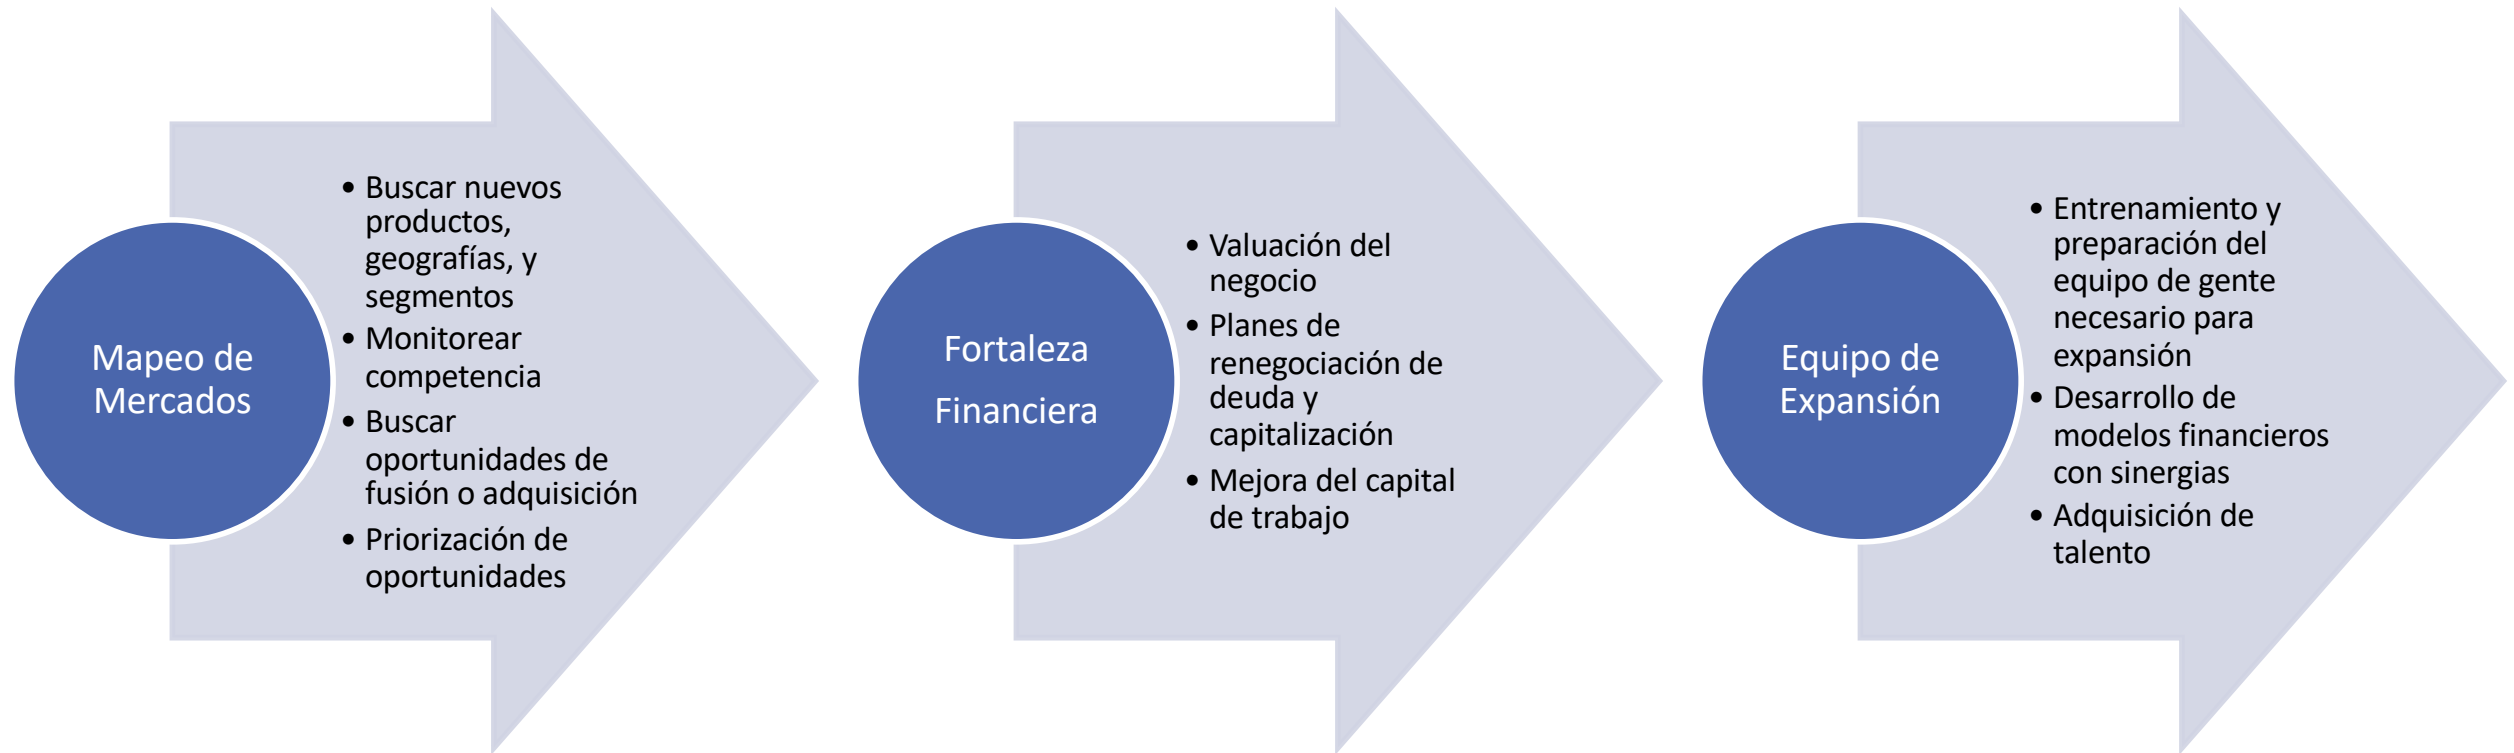 Mapeo de
Mercados
• Buscar nuevos
productos,
geografías, y
segmentos
• Monitorear
competencia
• Buscar
oportunidades de
fusión o adquisición
• Priorización de
oportunidades
Fortaleza
Financiera
• Valuación del
negocio
• Planes de
renegociación de
deuda y
capitalización
• Mejora del capital
de trabajo
Equipo de
Expansión
• Entrenamiento y
preparación del
equipo de gente
necesario para
expansión
• Desarrollo de
modelos financieros
con sinergias
• Adquisición de
talento